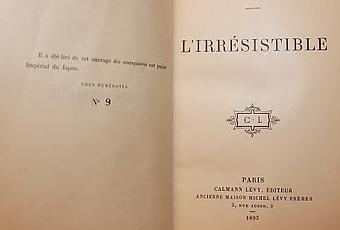 Il a été tiré de cet ouvrage dix exemplaires sur papier
Impérial du Japon.
TOUS NUMÉROTÉS
N° 9
L'IRRÉSISTIBLE
C L
PARIS
CALMANN LÉVY, ÉDITEUR
ANCIENNE MAISON MICHEL LÉVY FRÈRES
3, RUE AUBER, 3
1893